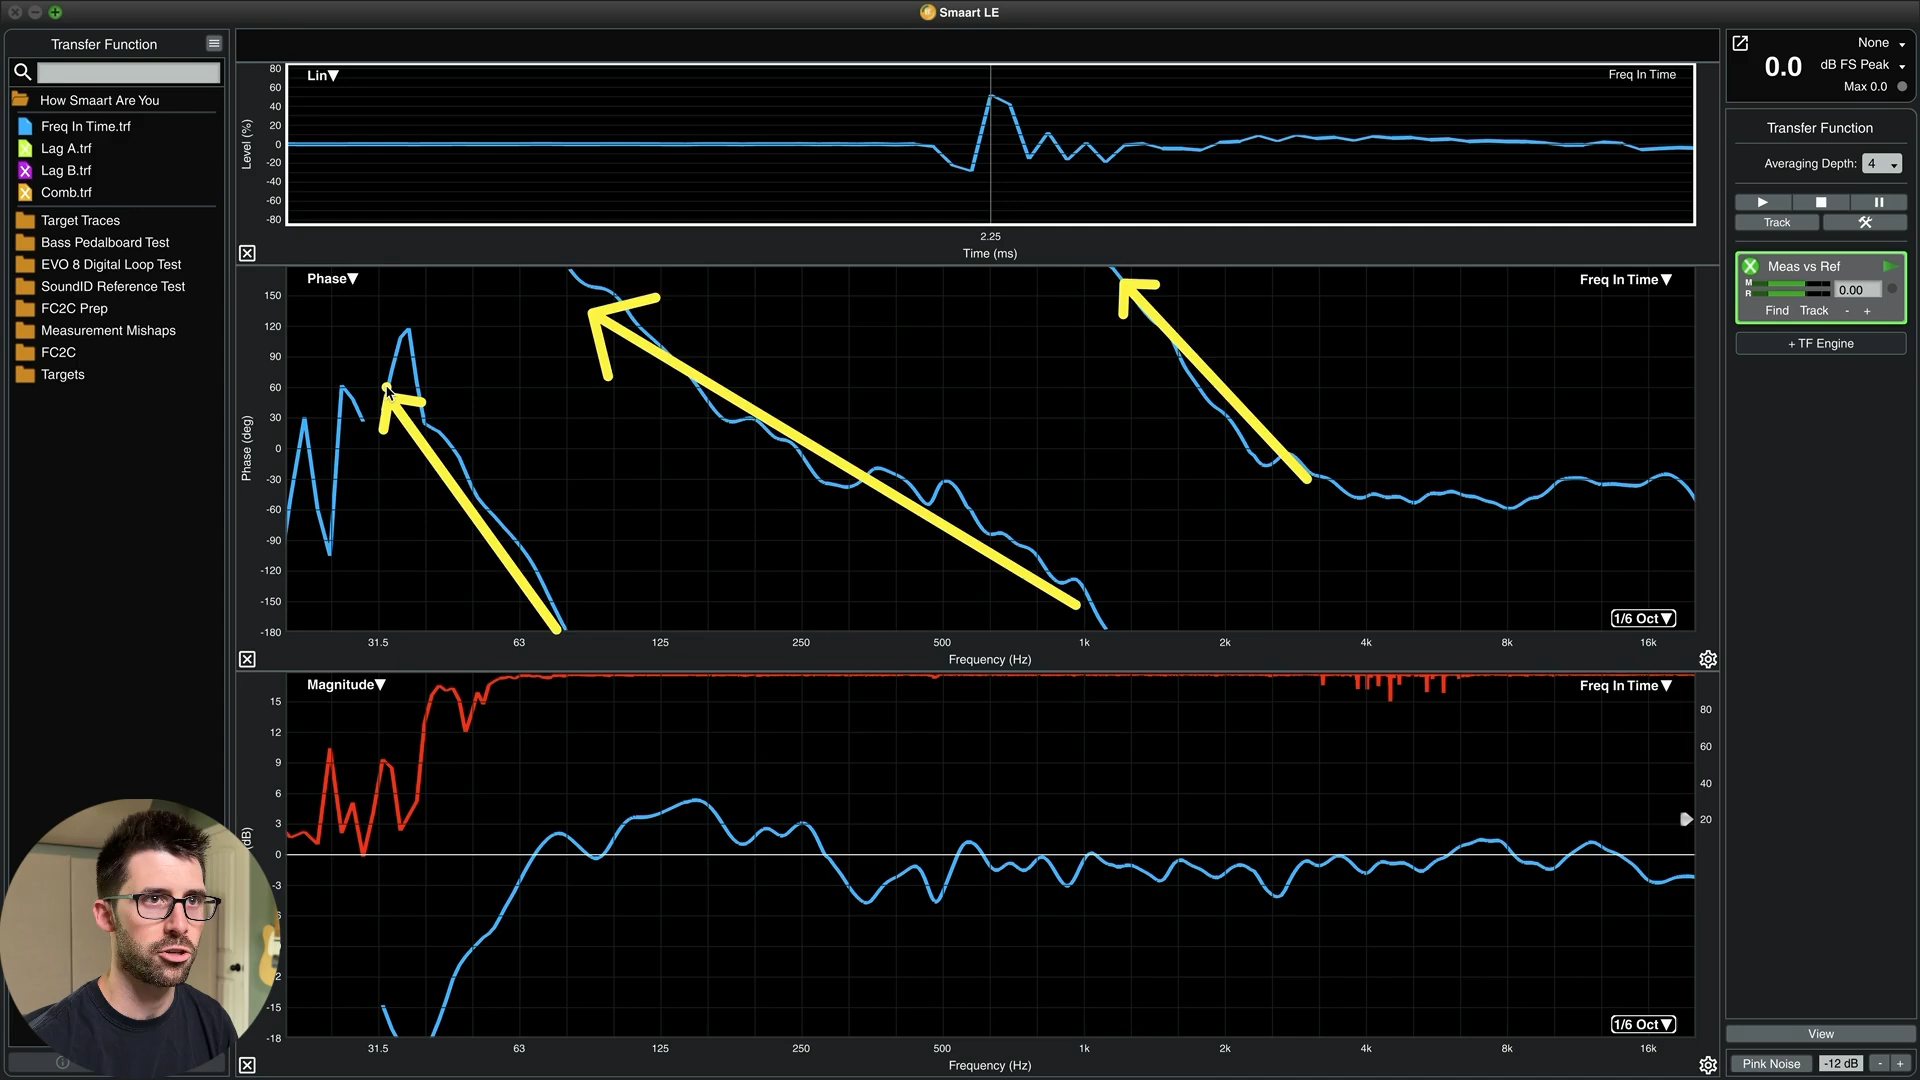 Smaart LE
Transfer Function
How Smaart Are You
Freq In Time.trf
Lag A.trf
Lag B.trf
Comb.trf
Target Traces
Bass Pedalboard Test
EVO 8 Digital Loop Test
SoundID Reference Test
FC2C Prep
Measurement Mishaps
FC2C
Targets
Lin▼
Freq In Time
80
60
40
20
0
-20
-40
-60
-80
Level (%)
2.25
Time (ms)
Phase▼
Freq In Time▼
150
120
90
60
30
0
-30
-60
-90
-120
-150
-180
Phase (deg)
1/6 Oct▼
31.5 63 125 250 500 1k 2k 4k 8k 16k
Frequency (Hz)
Magnitude▼
Freq In Time▼
15
12
9
6
3
0
-3
-15
-18
(dB)
80
60
40
20
1/6 Oct▼
31.5 63 125 250 500 1k 2k 4k 8k 16k
Frequency (Hz)
None
0.0 dB FS Peak
Max 0.0
Transfer Function
Averaging Depth: 4
Track
Meas vs Ref
M
R
0.00
Find Track - +
+ TF Engine
View
Pink Noise -12 dB - +